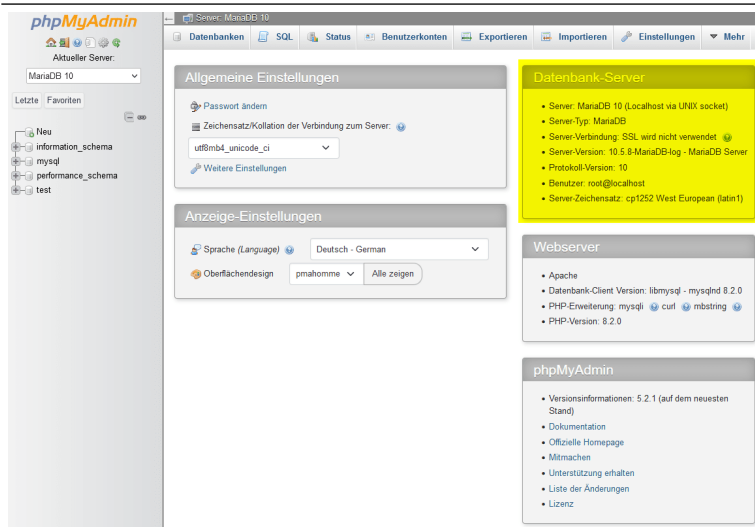 phpMyAdmin
Aktueller Server:
MariaDB 10
Letzte Favoriten
Neu
information_schema
mysql
performance_schema
test
Server: MariaDB 10
Datenbanken SQL Status Benutzerkonten Exportieren Importieren Einstellungen Mehr
Allgemeine Einstellungen
Passwort ändern
Zeichensatz/Kollation der Verbindung zum Server:
utf8mb4_unicode_ci
Weitere Einstellungen
Anzeige-Einstellungen
Sprache (Language) Deutsch - German
Oberflächendesign pmahomme Alle zeigen
Datenbank-Server
• Server: MariaDB 10 (Localhost via UNIX socket)
• Server-Typ: MariaDB
• Server-Verbindung: SSL wird nicht verwendet
• Server-Version: 10.5.8-MariaDB-log - MariaDB Server
• Protokoll-Version: 10
• Benutzer: root@localhost
• Server-Zeichensatz: cp1252 West European (latin1)
Webserver
• Apache
• Datenbank-Client Version: libmysql - mysqlnd 8.2.0
• PHP-Erweiterung: mysqli curl mbstring
• PHP-Version: 8.2.0
phpMyAdmin
• Versionsinformationen: 5.2.1 (auf dem neuesten
Stand)
• Dokumentation
• Offizielle Homepage
• Mitmachen
• Unterstützung erhalten
• Liste der Änderungen
• Lizenz